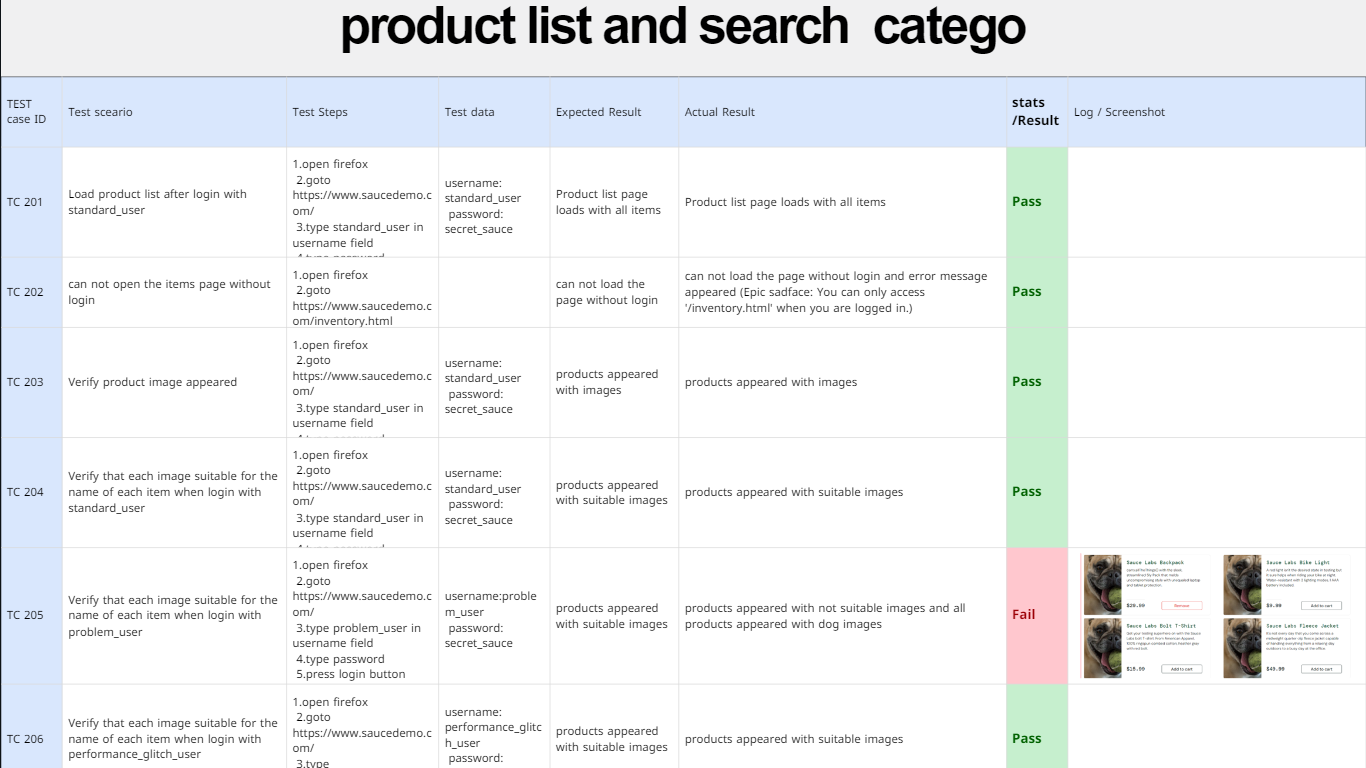 product list and search  catego
TEST
case ID
Test sceario
Test Steps
Test data
Expected Result
Actual Result
stats
/Result
Log / Screenshot
TC 201
Load product list after login with
standard_user
1.open firefox
2.goto
https://www.saucedemo.c
om/
3.type standard_user in
username field
username:
standard_user
password:
secret_sauce
Product list page
loads with all items
Product list page loads with all items
Pass
TC 202
can not open the items page without
login
1.open firefox
2.goto
https://www.saucedemo.c
om/inventory.html
can not load the
page without login
can not load the page without login and error message
appeared (Epic sadface: You can only access
'/inventory.html' when you are logged in.)
Pass
TC 203
Verify product image appeared
1.open firefox
2.goto
https://www.saucedemo.c
om/
3.type standard_user in
username field
username:
standard_user
password:
secret_sauce
products appeared
with images
products appeared with images
Pass
TC 204
Verify that each image suitable for the
name of each item when login with
standard_user
1.open firefox
2.goto
https://www.saucedemo.c
om/
3.type standard_user in
username field
username:
standard_user
password:
secret_sauce
products appeared
with suitable images
products appeared with suitable images
Pass
TC 205
Verify that each image suitable for the
name of each item when login with
problem_user
1.open firefox
2.goto
https://www.saucedemo.c
om/
3.type problem_user in
username field
4.type password
5.press login button
username:proble
m_user
password:
secret_sauce
products appeared
with suitable images
products appeared with not suitable images and all
products appeared with dog images
Fail
Sauce Labs Backpack
$29.99
Remove
Sauce Labs Bike Light
$9.99
Add to cart
Sauce Labs Bolt T-Shirt
$15.99
Add to cart
Sauce Labs Fleece Jacket
$49.99
Add to cart
TC 206
Verify that each image suitable for the
name of each item when login with
performance_glitch_user
1.open firefox
2.goto
https://www.saucedemo.c
om/
3.type
username:
performance_glitc
h_user
password:
products appeared
with suitable images
products appeared with suitable images
Pass